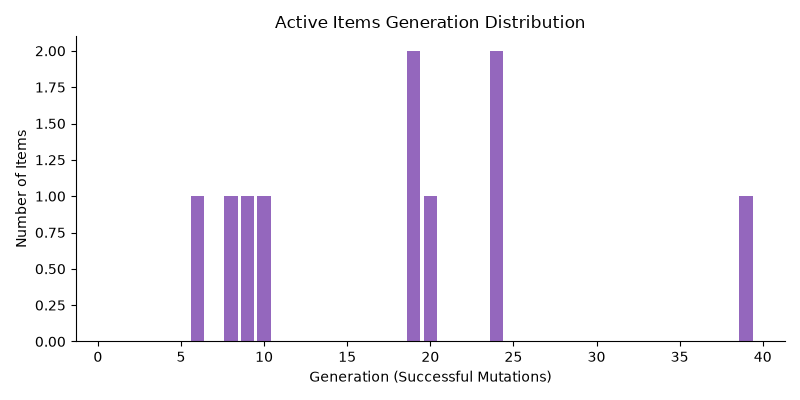 Active Items Generation Distribution
Number of Items
2.00
1.75
1.50
1.25
1.00
0.75
0.50
0.25
0.00
0 5 10 15 20 25 30 35 40
Generation (Successful Mutations)